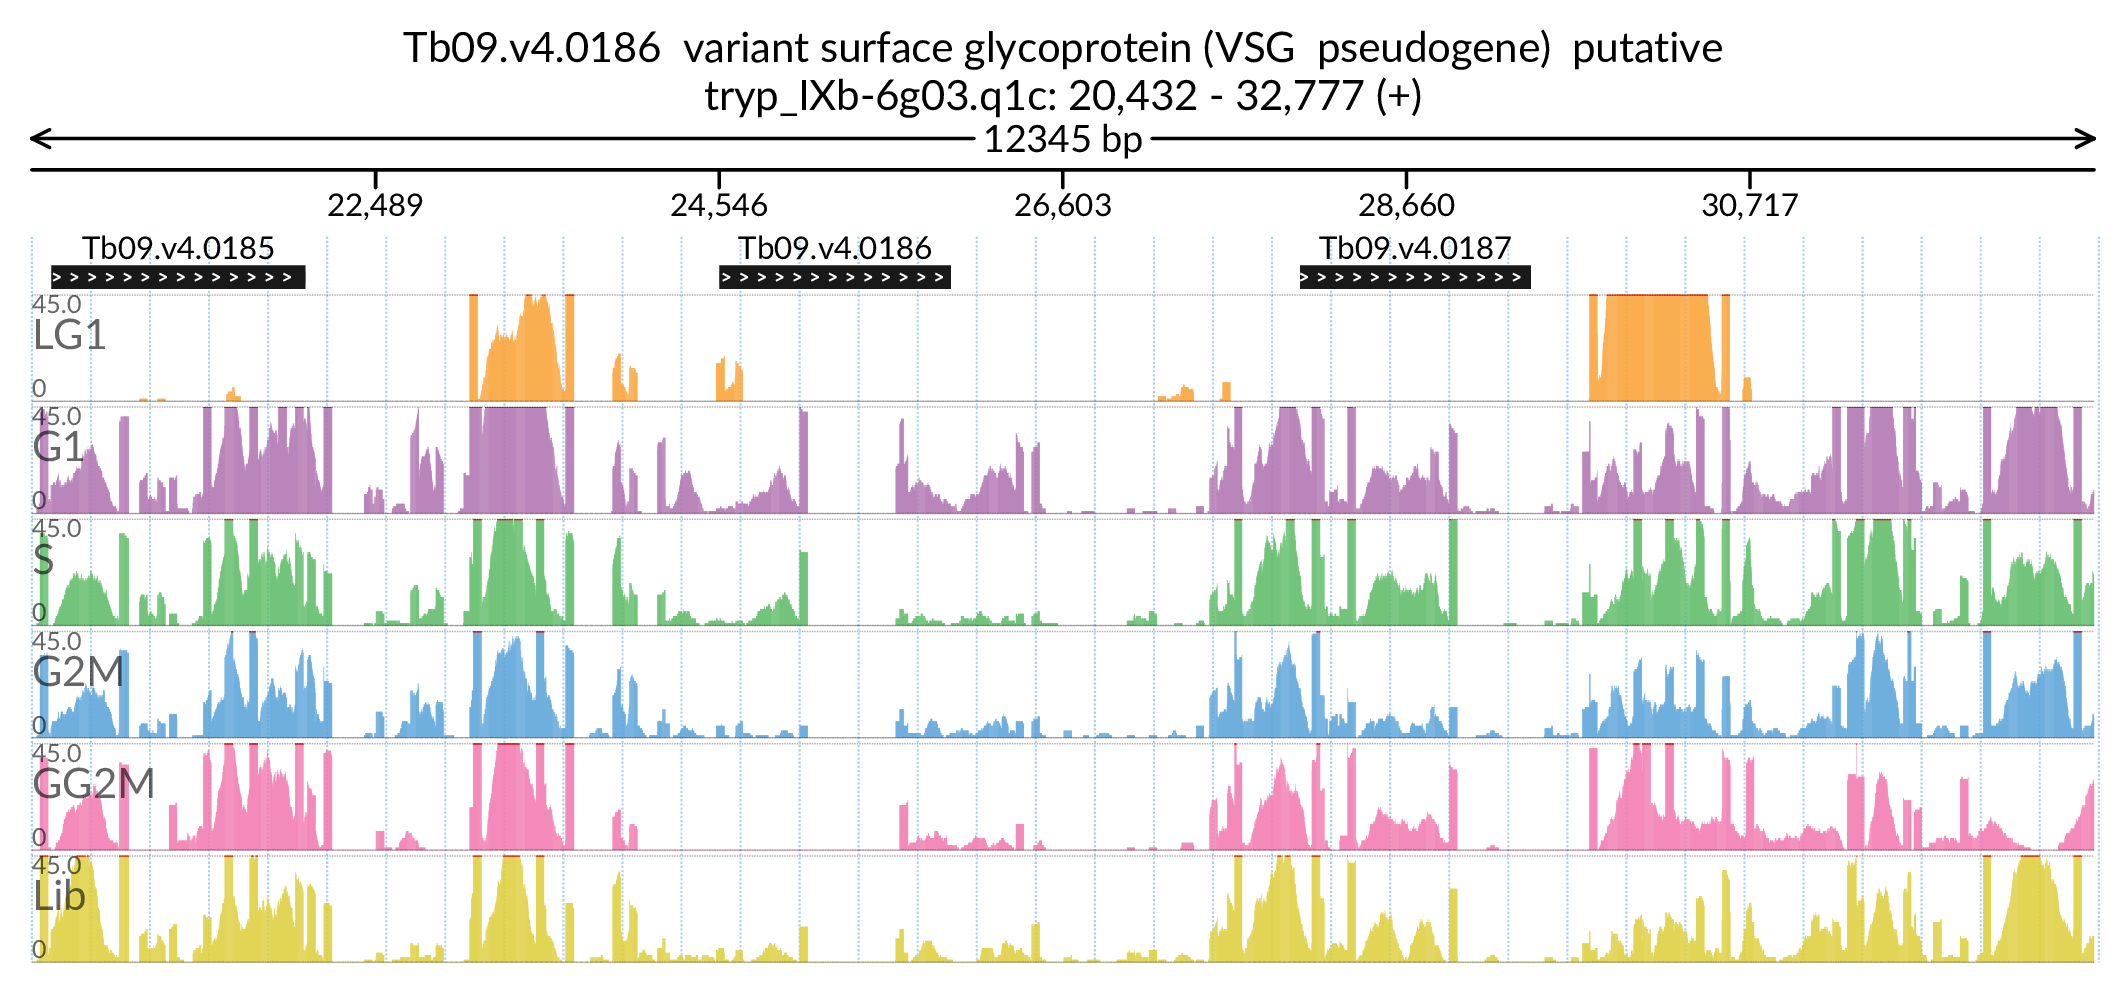 Tb09.v4.0186 variant surface glycoprotein (VSG pseudogene) putative
tryp_IXb-6g03.q1c: 20,432 - 32,777 (+)
12345 bp
22,489 24,546 26,603 28,660 30,717
Tb09.v4.0185 Tb09.v4.0186 Tb09.v4.0187
45.0
LG1
0
45.0
G1
0
45.0
S
0
45.0
G2M
0
45.0
GG2M
0
45.0
Lib
0